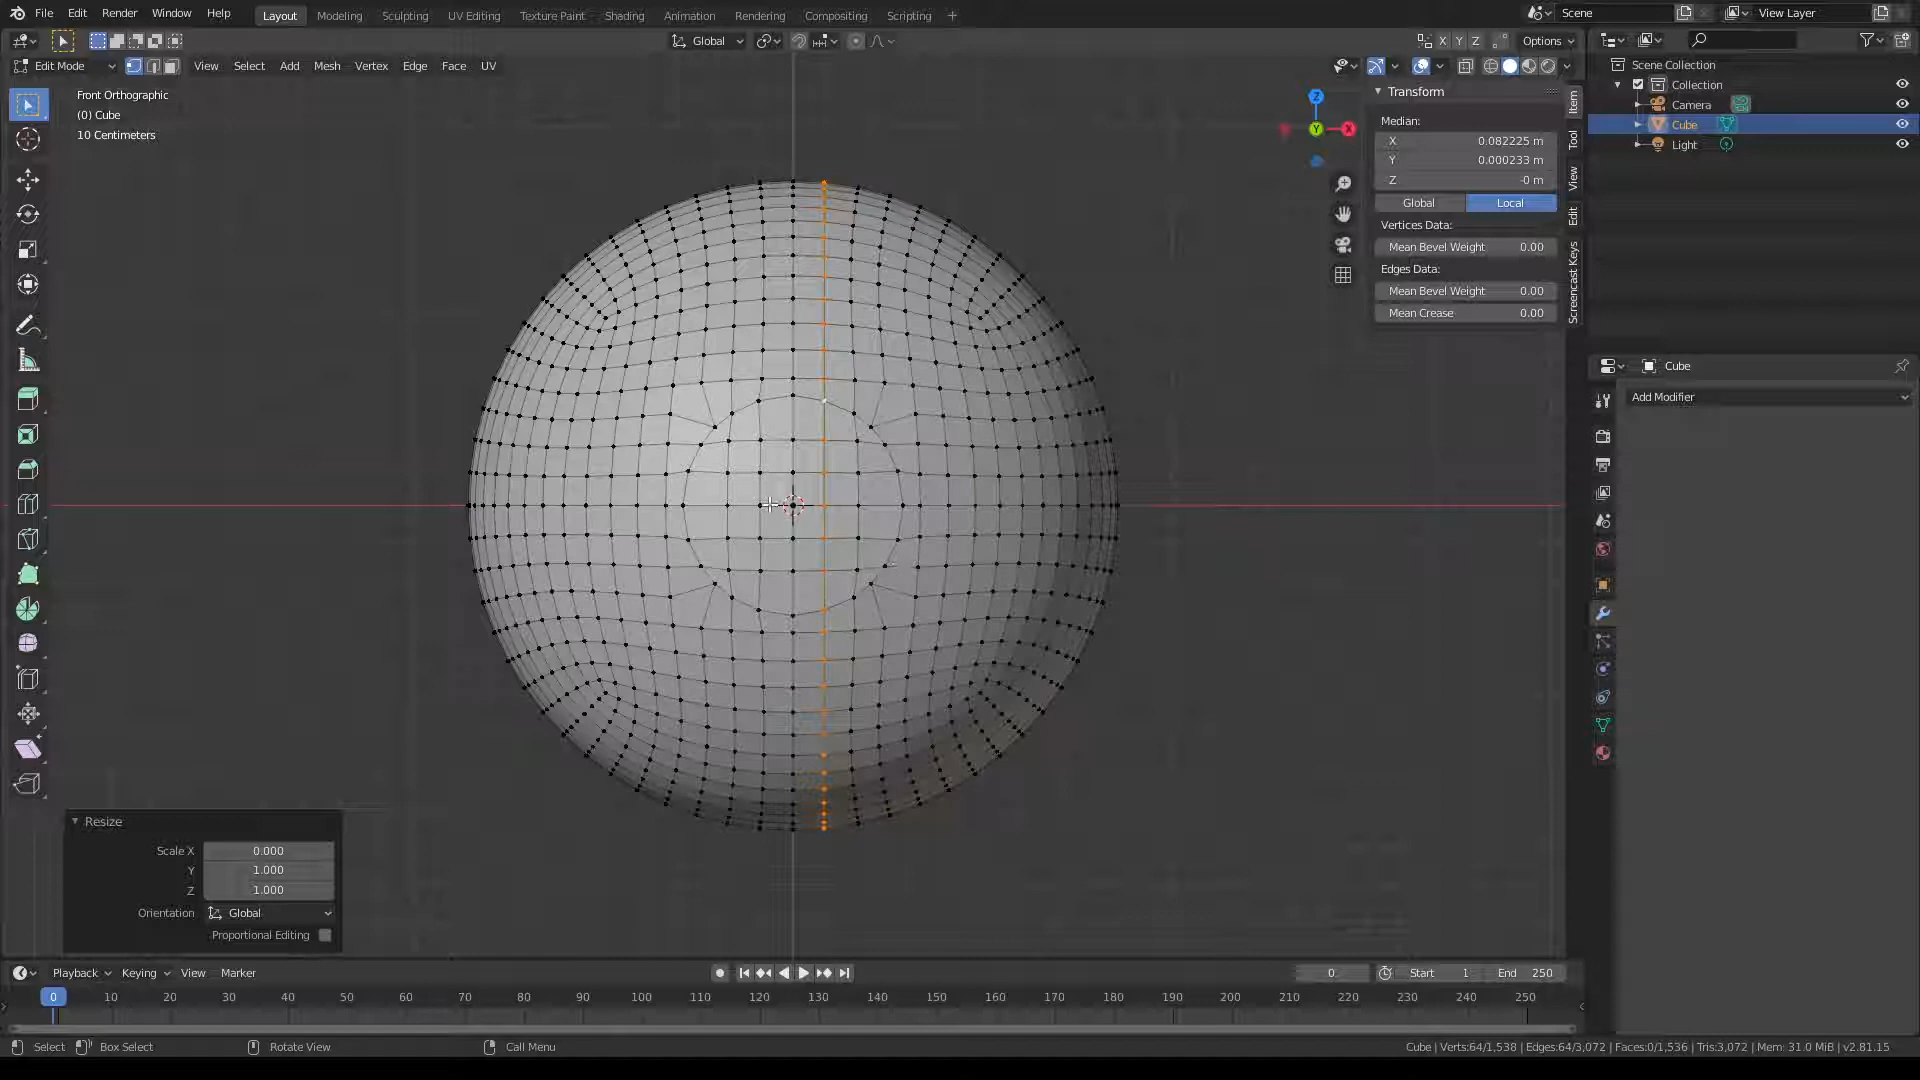 File Edit Render Window Help Layout Modeling Sculpting UV Editing Texture Paint Shading Animation Rendering Compositing Scripting + Scene View Layer
Global X Y Z Options
Edit Mode View Select Add Mesh Vertex Edge Face UV
Front Orthographic
(0) Cube
10 Centimeters
Z
Y
X
Transform
Median:
X 0.082225 m
Y 0.000233 m
Z -0 m
Global Local
Vertices Data:
Mean Bevel Weight 0.00
Edges Data:
Mean Bevel Weight 0.00
Mean Crease 0.00
Item
Tool
View
Edit
Screencast Keys
Scene Collection
Collection
Camera
Cube
Light
Cube
Add Modifier
Resize
Scale X 0.000
Y 1.000
Z 1.000
Orientation Global
Proportional Editing
Playback Keying View Marker 0 Start 1 End 250
0 10 20 30 40 50 60 70 80 90 100 110 120 130 140 150 160 170 180 190 200 210 220 230 240 250
Select Box Select Rotate View Call Menu Cube | Verts:64/1,538 | Edges:64/3,072 | Faces:0/1,536 | Tris:3,072 | Mem: 31.0 MiB | v2.81.15